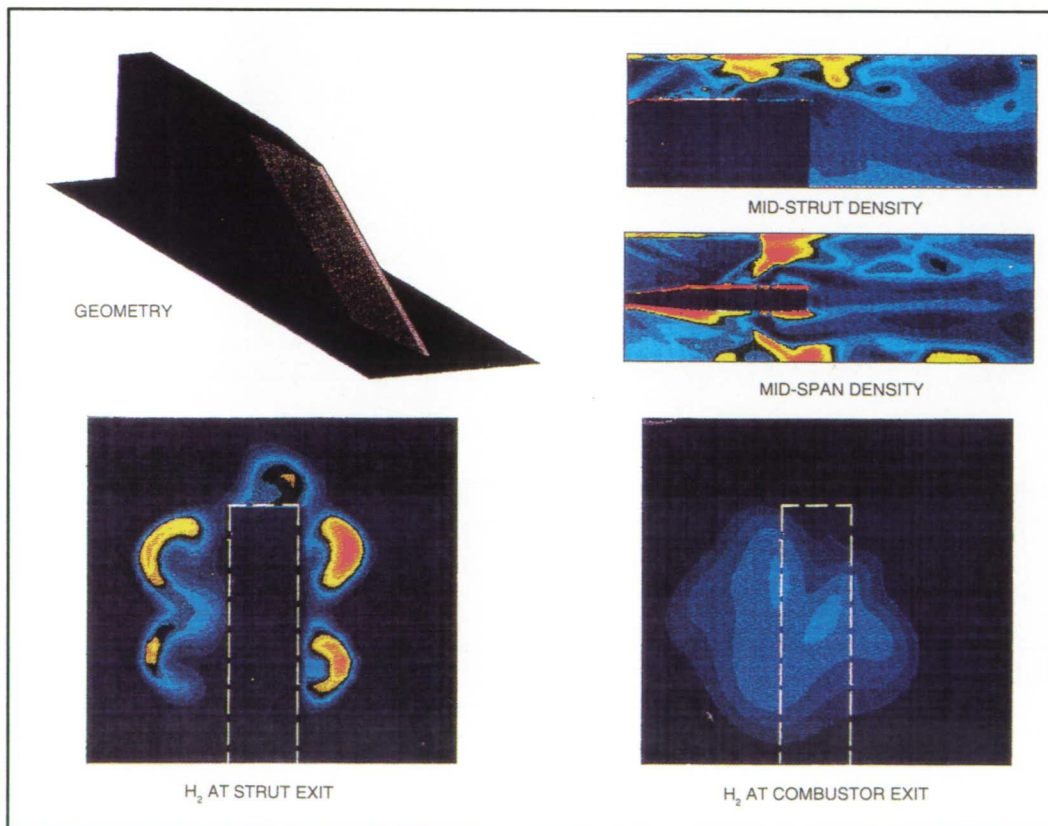 MID-STRUT DENSITY
GEOMETRY
MID-SPAN DENSITY
H₂ AT STRUT EXIT
H₂ AT COMBUSTOR EXIT